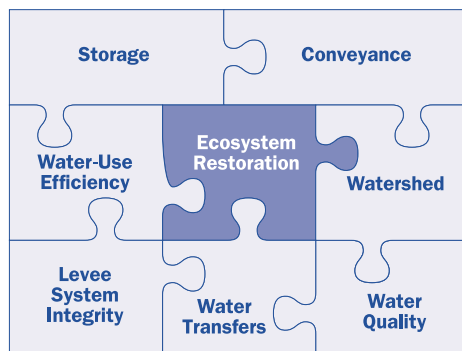 Storage
Conveyance
Ecosystem
Restoration
Water-Use
Efficiency
Watershed
Levee
System
Integrity
Water
Transfers
Water
Quality